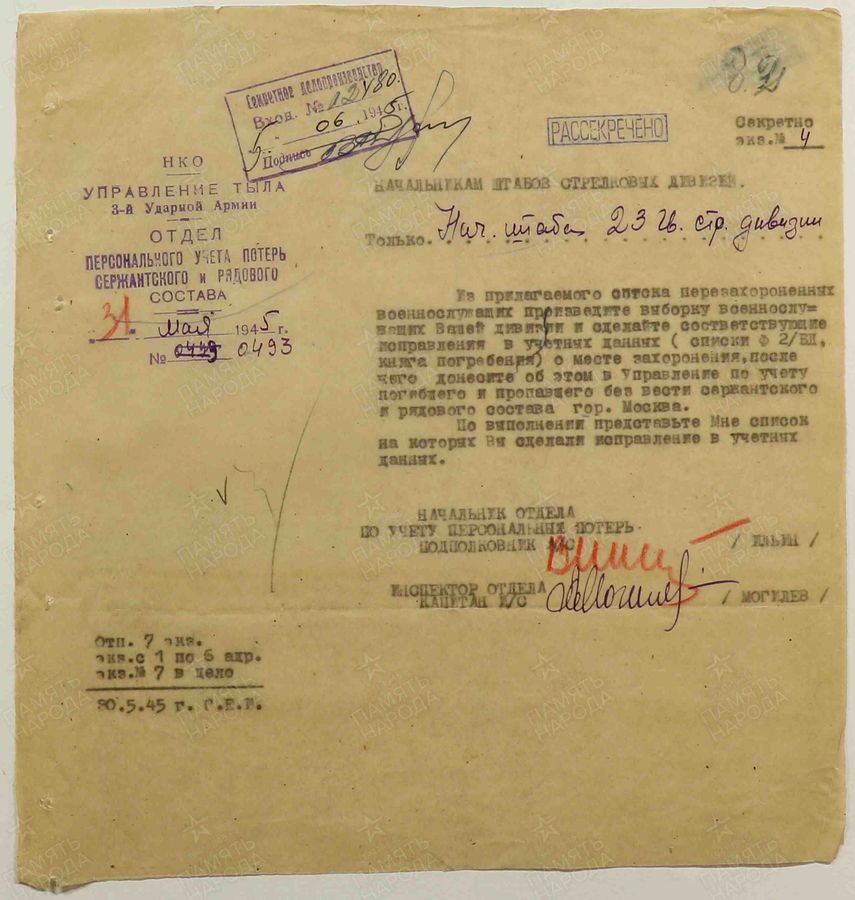 Секретное делопроизводство
Вход. №
5 06 1945 г.
Подпись
РАССЕКРЕЧЕНО
Секретно
экз.№ 4
НКО
УПРАВЛЕНИЕ ТЫЛА
3-й Ударной Армии
ОТДЕЛ
ПЕРСОНАЛЬНОГО УЧЕТА ПОТЕРЬ
СЕРЖАНТСКОГО и РЯДОВОГО
СОСТАВА
31 мая 1945 г.
№ 0493
НАЧАЛЬНИКАМ ШТАБОВ СТРЕЛКОВЫХ ДИВИЗИЙ.
Только. Нач. штаба 23 гв. стр. дивизии
Из прилагаемого списка перезахороненных
военнослужащих произведите выборку военнослу=
жащих Вашей дивизии и сделайте соответствующие
исправления в учётных данных ( списки Ф 2/БП,
книга погребения) о месте захоронения,после
чего донесите об этом в Управление по учету
погибшего и пропавшего без вести сержантского
и рядового состава гор. Москва.
По выполнении представьте Мне список
на которых Вы сделали исправление в учетных
данных.
НАЧАЛЬНИК ОТДЕЛА
ПО УЧЕТУ ПЕРСОНАЛЬНЫХ ПОТЕРЬ
ПОДПОЛКОВНИК И/С / ИЛЬИН /
ИНСПЕКТОР ОТДЕЛА
КАПИТАН И/С / МОГИЛЕВ /
Отп. 7 экз.
экз.с 1 по 6 адр.
экз.№ 7 в дело
30.5.45 г.
ПАМЯТЬ
НАРОДА